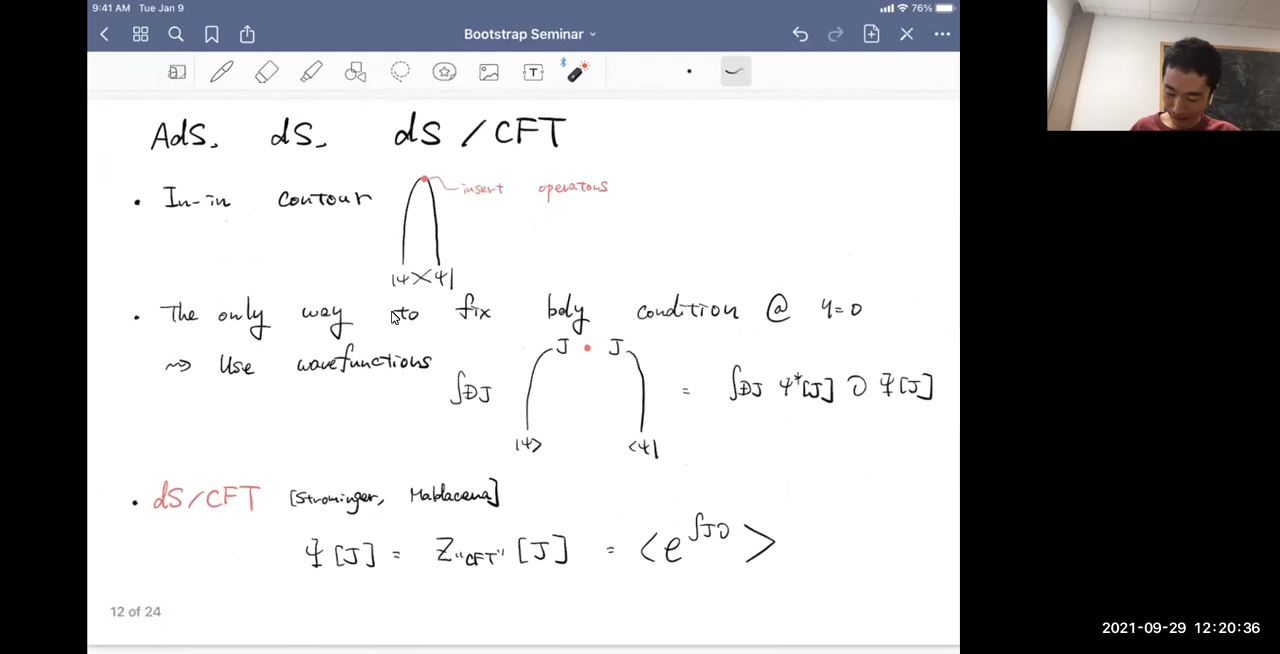 9:41 AM Tue Jan 9
76%
Bootstrap Seminar
AdS, dS, dS/CFT
• In-in contour
insert operators
|ψ⟩⟨ψ|
• The only way to fix bdy condition @ η=0
⇝ Use wavefunctions
J • J
∫DJ = ∫DJ Ψ*[J] O Ψ[J]
|ψ⟩ ⟨ψ|
• dS/CFT [Strominger, Maldacena]
Ψ[J] = Z"CFT"[J] = ⟨e^∫JO⟩
12 of 24
2021-09-29 12:20:36